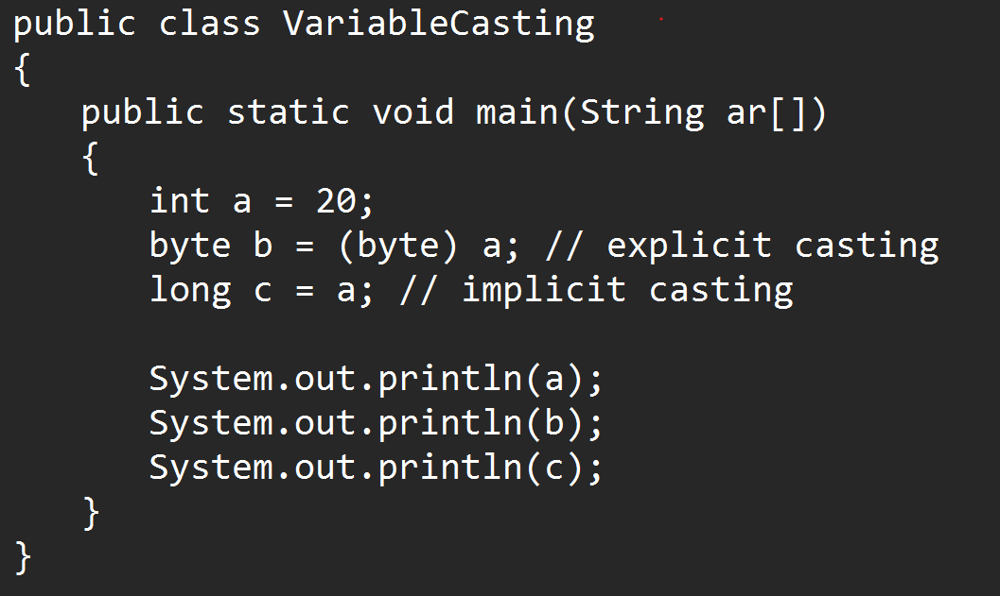 public class VariableCasting
{
public static void main(String ar[])
{
int a = 20;
byte b = (byte) a; // explicit casting
long c = a; // implicit casting
System.out.println(a);
System.out.println(b);
System.out.println(c);
}
}